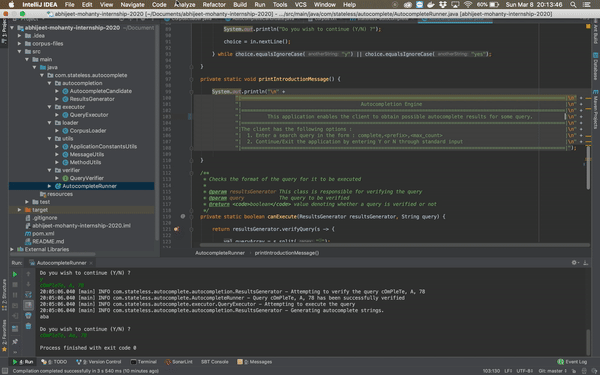 IntelliJ IDEA File Edit View Navigate Code Analyze Refactor Build Run Tools VCS Window Help
Sun Mar 8 20:13:46
abhijeet-mohanty-internship-2020 [~/Documents/abhijeet-mohanty-internship-2020] - .../src/main/java/com/stateless/autocomplete/AutocompleteRunner.java [abhijeet-mohanty-internship-2020]
abhijeet-mohanty-internship-2020 ~/Documen
.idea
corpus-files
src
main
java
com.stateless.autocomplete
autocompletion
AutocompleteCandidate
ResultsGenerator
executor
QueryExecutor
loader
CorpusLoader
utils
ApplicationConstantsUtils
MessageUtils
MethodUtils
verifier
QueryVerifier
AutocompleteRunner
resources
test
target
.gitignore
abhijeet-mohanty-internship-2020.iml
pom.xml
README.md
External Libraries
System.out.println("Do you wish to continue (Y/N) ?");
choice = in.nextLine();
} while choice.equalsIgnoreCase( anotherString: "y") || choice.equalsIgnoreCase( anotherString: "yes");
}
private static void printIntroductionMessage() {
System.out.println("\n" +
Autocompletion Engine
This application enables the client to obtain possible autocomplete results for some query.
The client has the following options :
1. Enter a search query in the form : complete,<prefix>,<max_count>
2. Continue/Exit the application by entering Y or N through standard input
}
/**
* Checks the format of the query for it to be executed
*
* @param resultsGenerator This class is responsible for verifying the query
* @param query The query to be verified
* @return <code>boolean</code> value denoting whether a query is verified or not
*/
private static boolean canExecute(ResultsGenerator resultsGenerator, String query) {
return resultsGenerator.verifyQuery(s -> {
AutocompleteRunner printIntroductionMessage()
Run: AutocompleteRunner
Do you wish to continue (Y/N) ?
20:05:06.040 [main] INFO com.stateless.autocomplete.autocompletion.ResultsGenerator - Attempting to verify the query cOmPleTe, A, 78
20:05:06.040 [main] INFO com.stateless.autocomplete.AutocompleteRunner - Query cOmPleTe, A, 78 has been successfully verified
20:05:06.040 [main] INFO com.stateless.autocomplete.executor.QueryExecutor - Attempting to execute the query
20:05:06.040 [main] INFO com.stateless.autocomplete.autocompletion.ResultsGenerator - Generating autocomplete strings.
aba
Do you wish to continue (Y/N) ?
Process finished with exit code 0
4: Run 6: TODO 9: Version Control Terminal SonarLint SBT Console 0: Messages Event Log
Compilation completed successfully in 3 s 540 ms (10 minutes ago) 103:130 LF UTF-8 Git: master